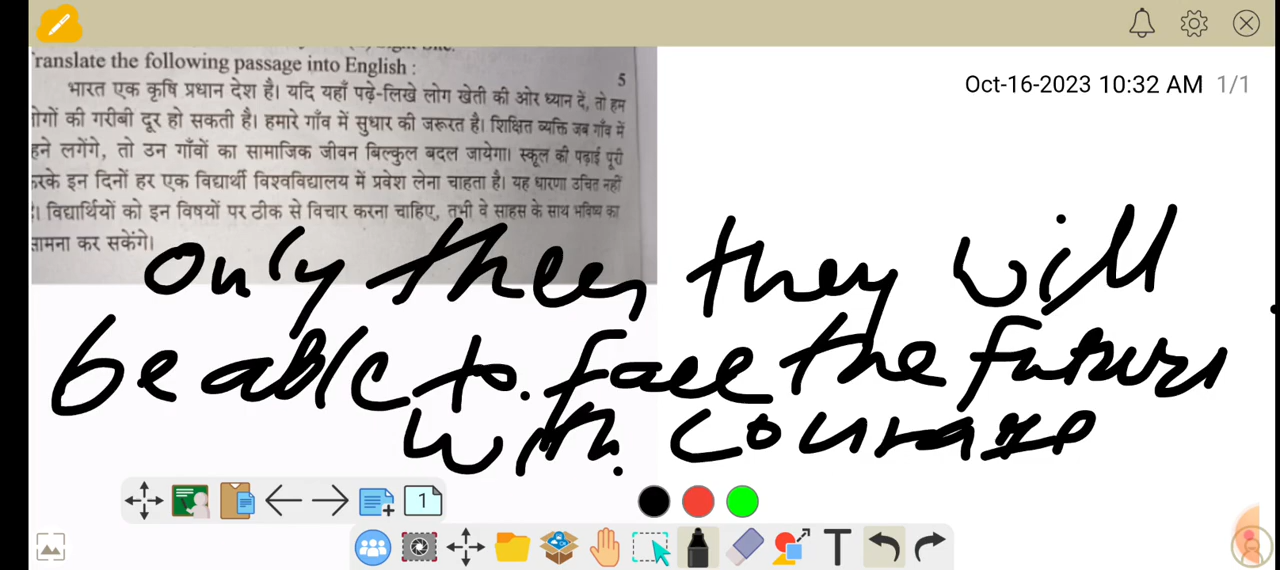 Translate the following passage into English :
5
भारत एक कृषि प्रधान देश है। यदि यहाँ पढ़े-लिखे लोग खेती की ओर ध्यान दें, तो हम
ोगों की गरीबी दूर हो सकती है। हमारे गाँव में सुधार की जरूरत है। शिक्षित व्यक्ति जब गाँव में
हने लगेंगे, तो उन गाँवों का सामाजिक जीवन बिल्कुल बदल जायेगा। स्कूल की पढ़ाई पूरी
रके इन दिनों हर एक विद्यार्थी विश्वविद्यालय में प्रवेश लेना चाहता है। यह धारणा उचित नहीं
। विद्यार्थियों को इन विषयों पर ठीक से विचार करना चाहिए, तभी वे साहस के साथ भविष्य का
ामना कर सकेंगे।
Oct-16-2023 10:32 AM 1/1
only then they will
be able to face the future
with courage
1
T